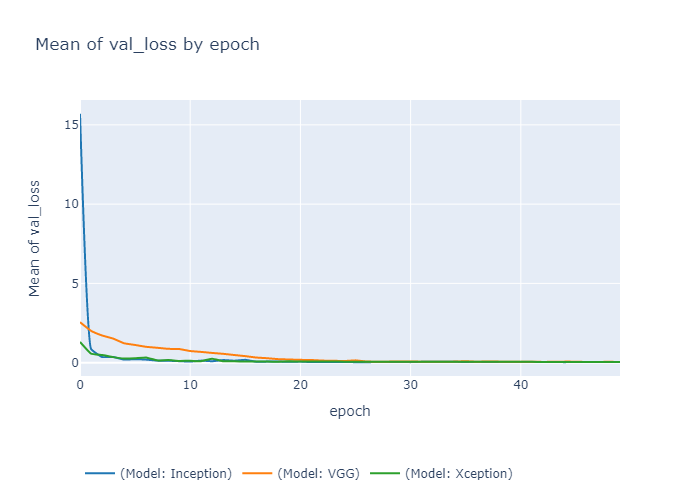 Mean of val_loss by epoch
15
10
5
0
Mean of val_loss
0 10 20 30 40
epoch
(Model: Inception) (Model: VGG) (Model: Xception)